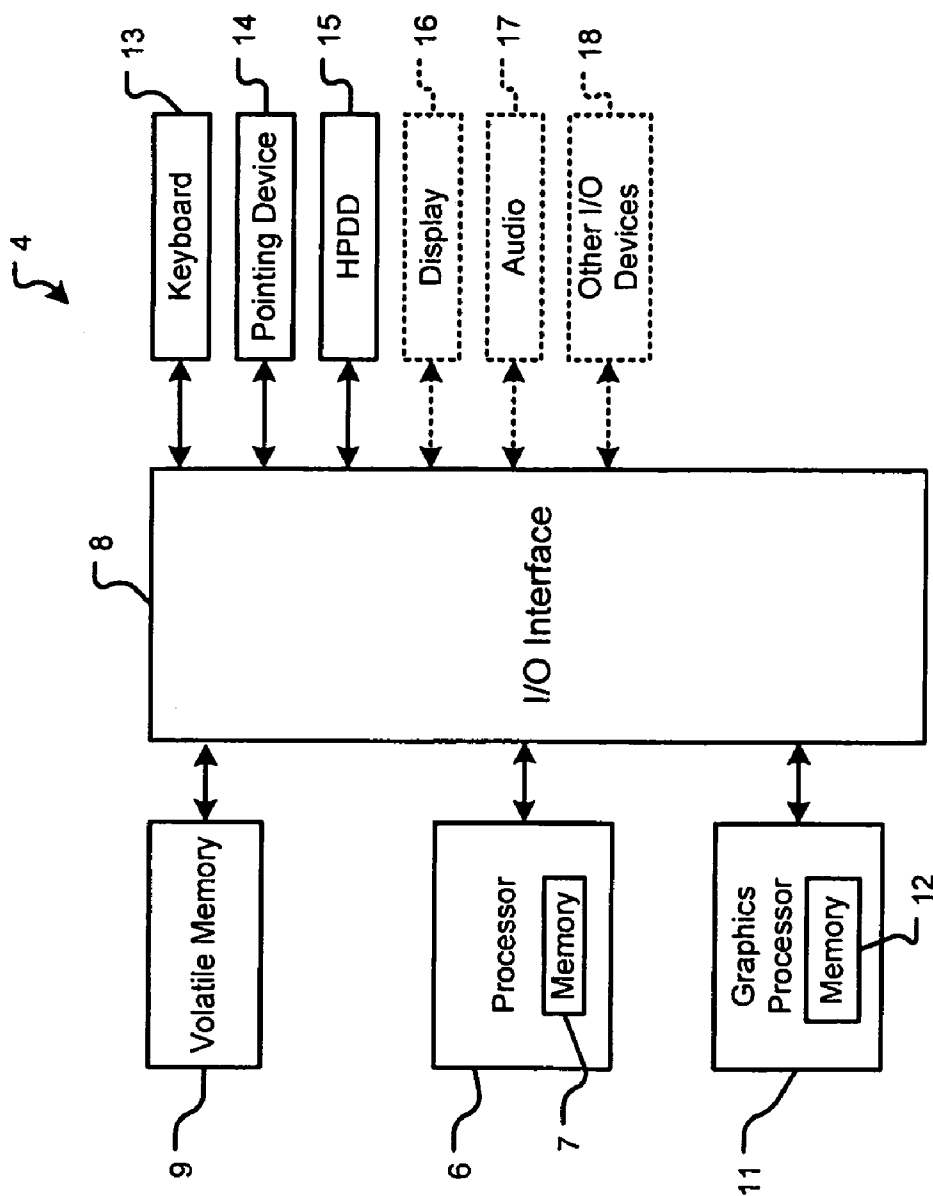 4
8
9
Volatile Memory
6
Processor
Memory
7
11
Graphics
Processor
Memory
12
I/O Interface
Keyboard
13
Pointing Device
14
HPDD
15
Display
16
Audio
17
Other I/O
Devices
18